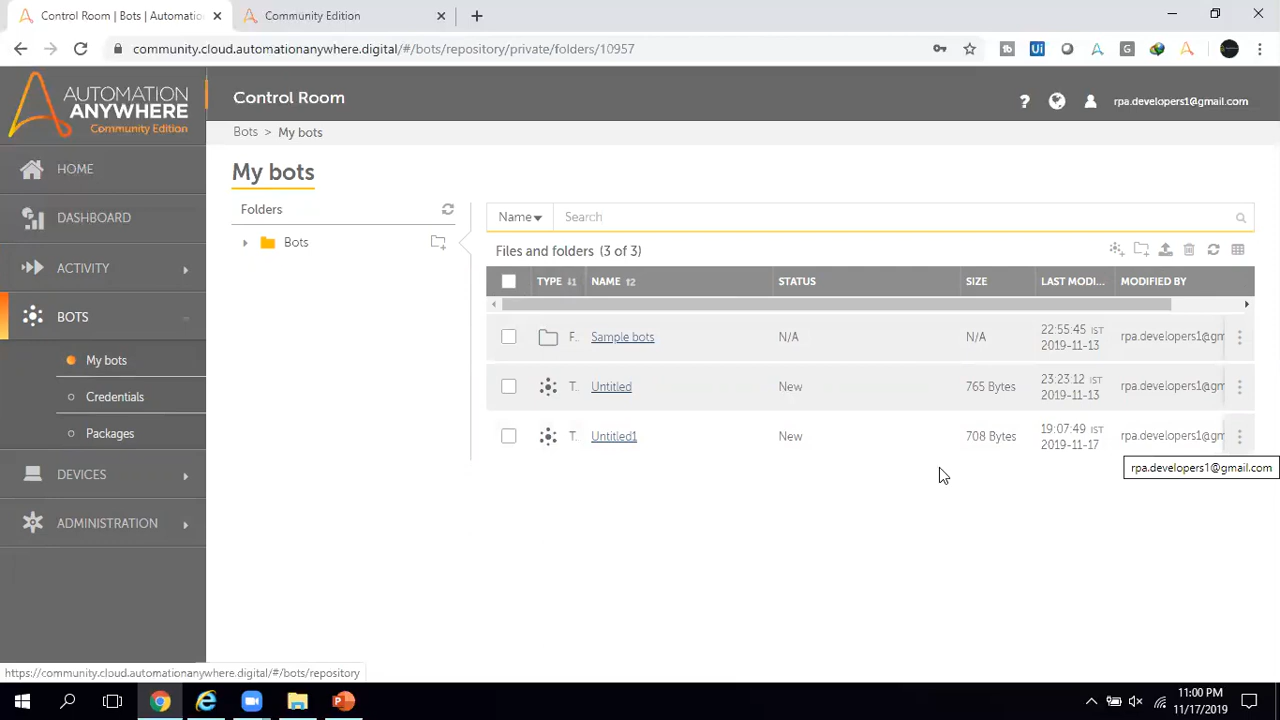 Control Room | Bots | Automatio
Community Edition
community.cloud.automationanywhere.digital/#/bots/repository/private/folders/10957
Ui
G
AUTOMATION
ANYWHERE
Community Edition
Control Room
?
rpa.developers1@gmail.com
Bots > My bots
HOME
DASHBOARD
ACTIVITY
BOTS
My bots
Credentials
Packages
DEVICES
ADMINISTRATION
My bots
Folders
Bots
Name
Search
Files and folders (3 of 3)
TYPE ↓1 NAME ↑2 STATUS SIZE LAST MODI... MODIFIED BY
F. Sample bots N/A N/A 22:55:45 IST 2019-11-13 rpa.developers1@gm
T. Untitled New 765 Bytes 23:23:12 IST 2019-11-13 rpa.developers1@gm
T. Untitled1 New 708 Bytes 19:07:49 IST 2019-11-17 rpa.developers1@gm
rpa.developers1@gmail.com
https://community.cloud.automationanywhere.digital/#/bots/repository
11:00 PM
11/17/2019